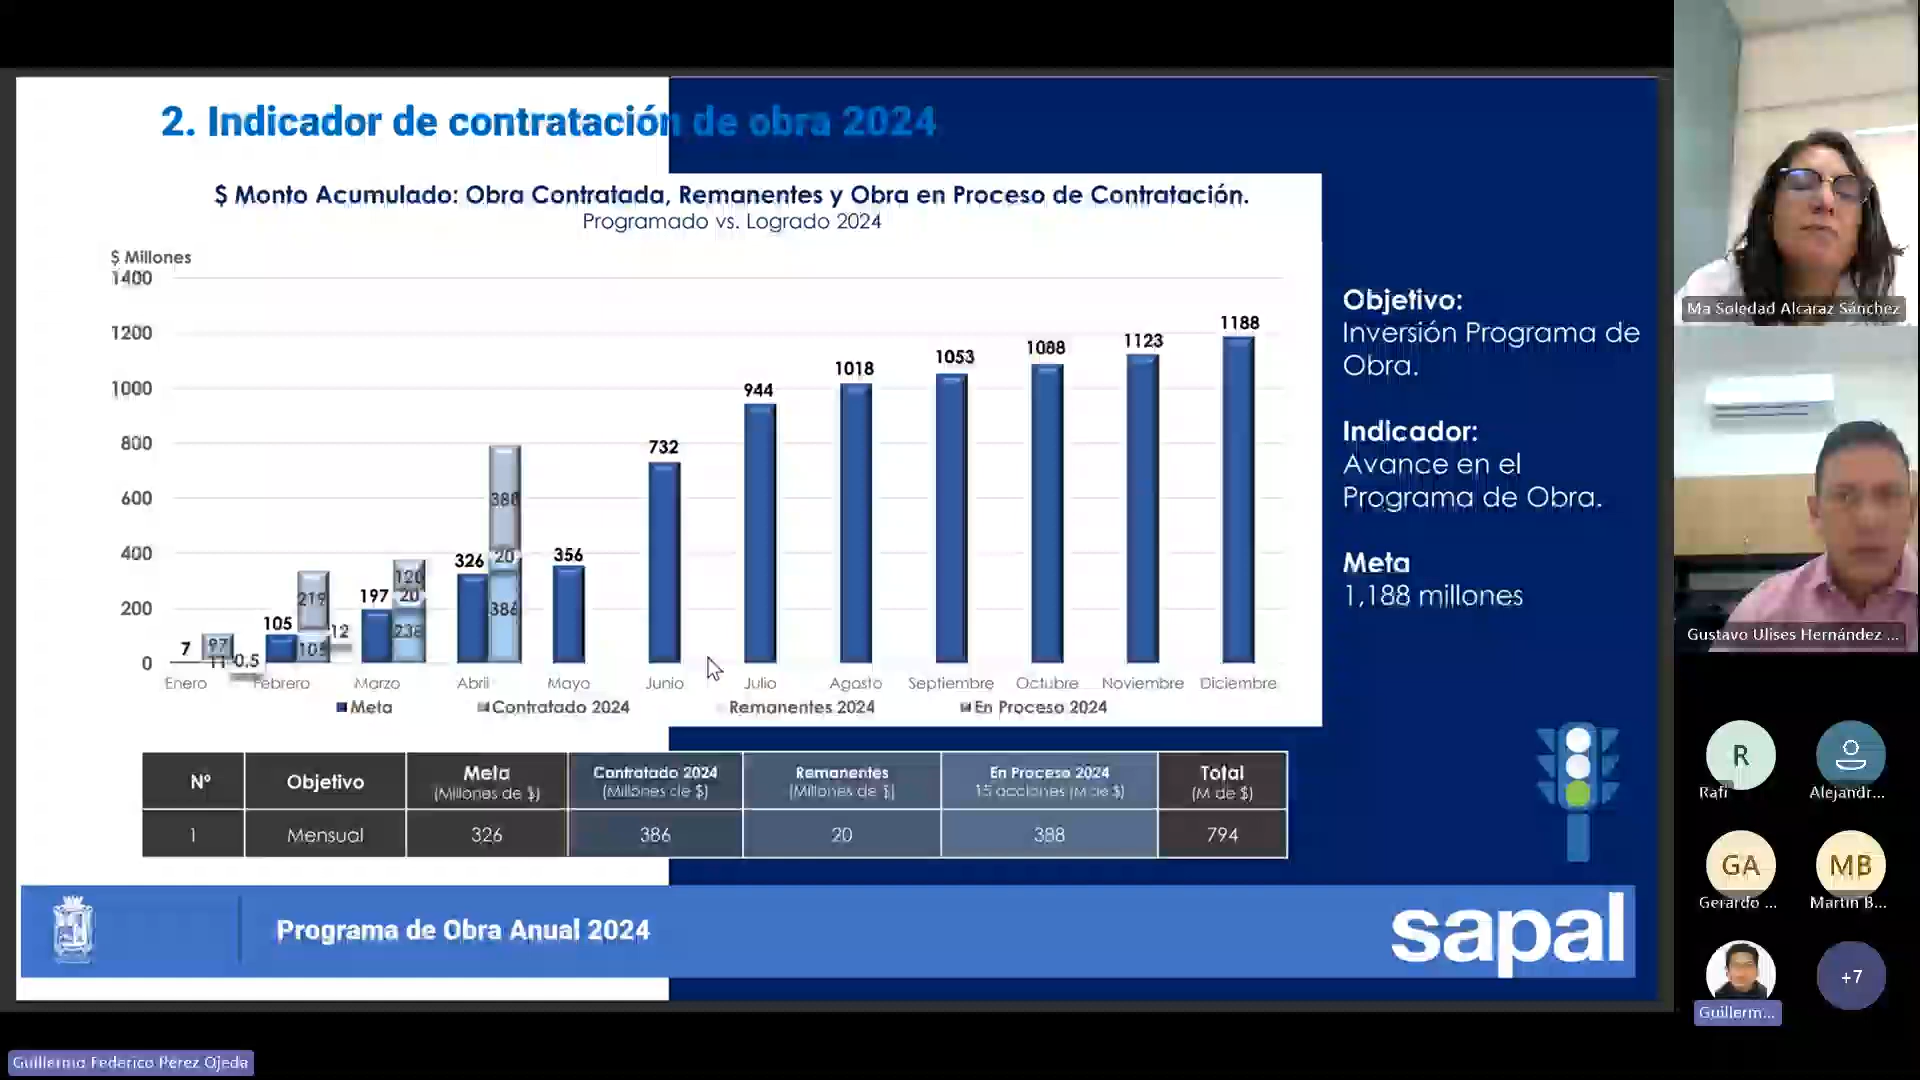 2. Indicador de contratación de obra 2024
$ Monto Acumulado: Obra Contratada, Remanentes y Obra en Proceso de Contratación.
Programado vs. Logrado 2024
$ Millones
1400
1200
1000
800
600
400
200
0
7
97
11
0.5
105
105
219
12
197
238
20
120
326
386
20
388
356
732
944
1018
1053
1088
1123
1188
Enero Febrero Marzo Abril Mayo Junio Julio Agosto Septiembre Octubre Noviembre Diciembre
Meta Contratado 2024 Remanentes 2024 En Proceso 2024
Objetivo:
Inversión Programa de
Obra.
Indicador:
Avance en el
Programa de Obra.
Meta
1,188 millones
Nº Objetivo Meta (Millones de $) Contratado 2024 (Millones de $) Remanentes (Millones de $) En Proceso 2024 15 acciones (M de $) Total (M de $)
1 Mensual 326 386 20 388 794
Programa de Obra Anual 2024
sapal
Ma Soledad Alcaraz Sánchez
Gustavo Ulises Hernández ...
R
Rafi
Alejandr...
GA
Gerardo ...
MB
Martin B...
Guillerm...
+7
Guillermo Federico Pérez Ojeda